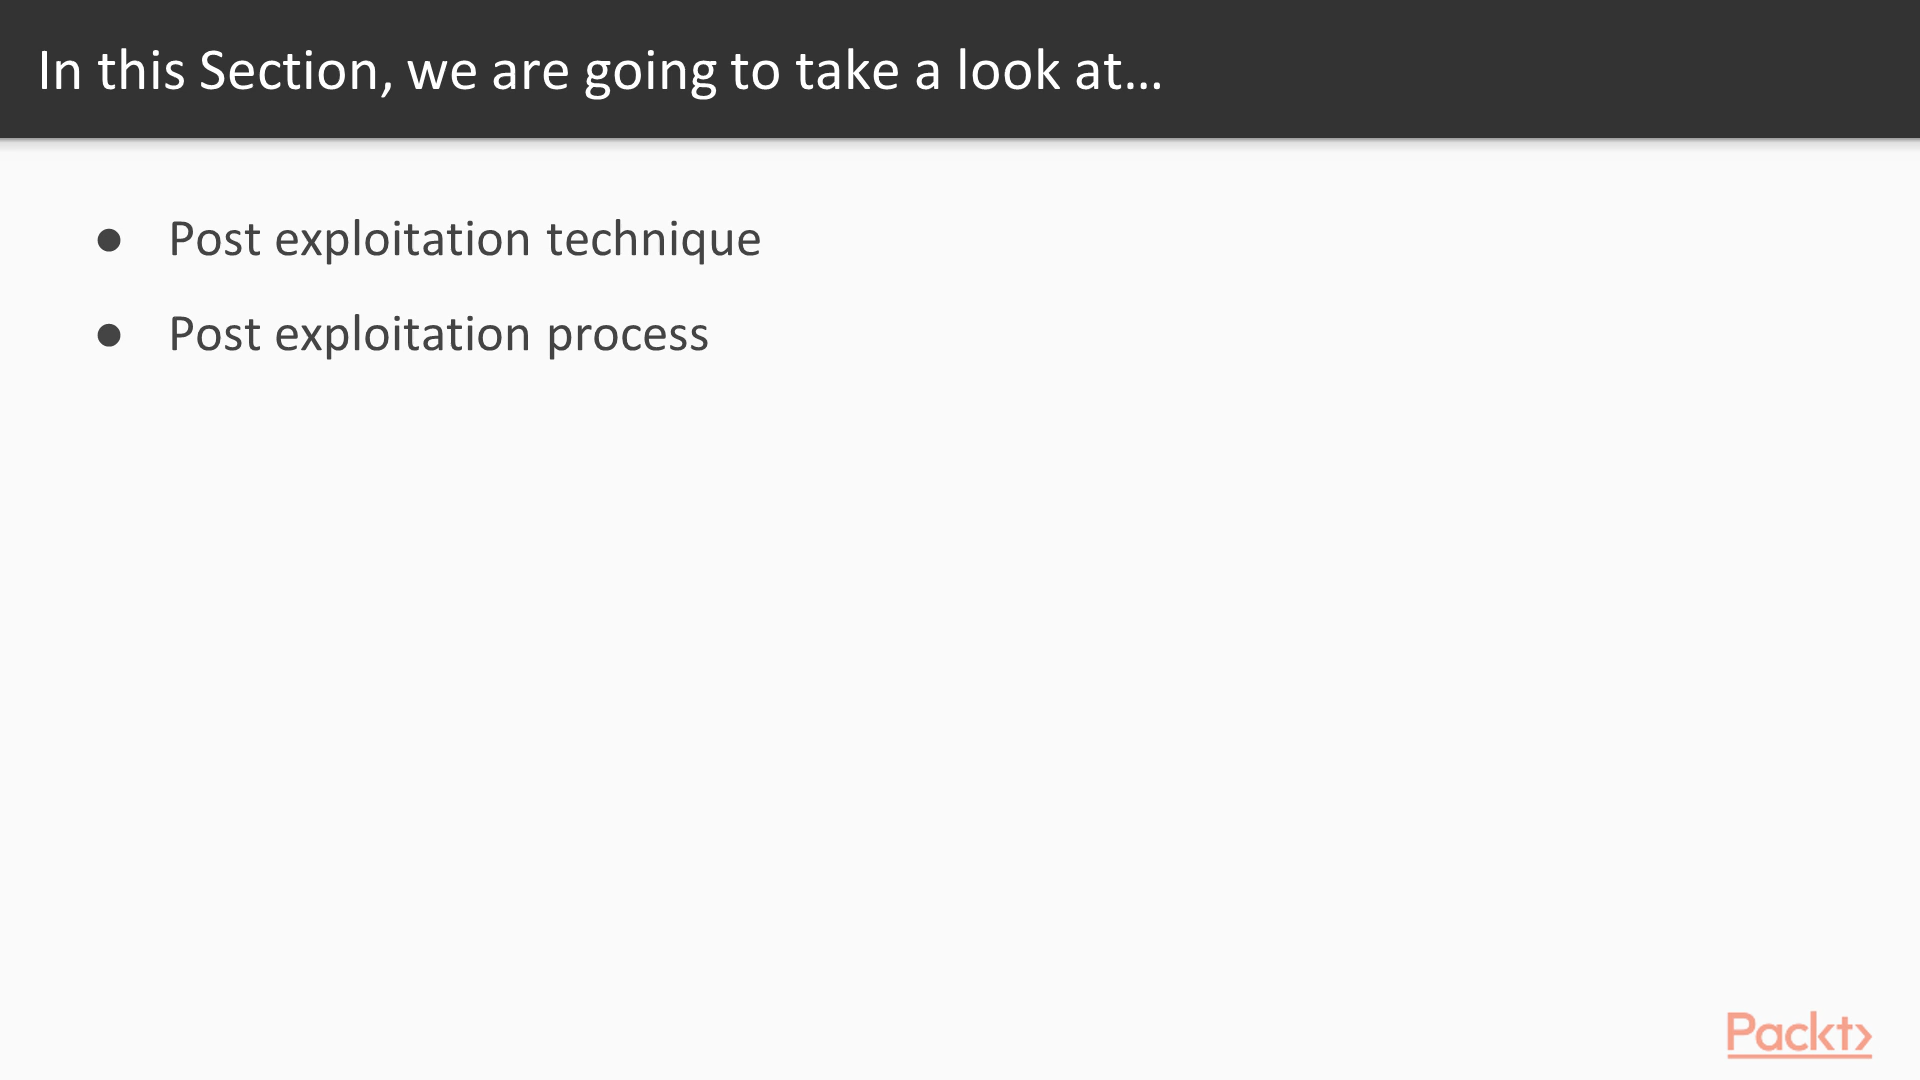 In this Section, we are going to take a look at…
● Post exploitation technique
● Post exploitation process
Packt>